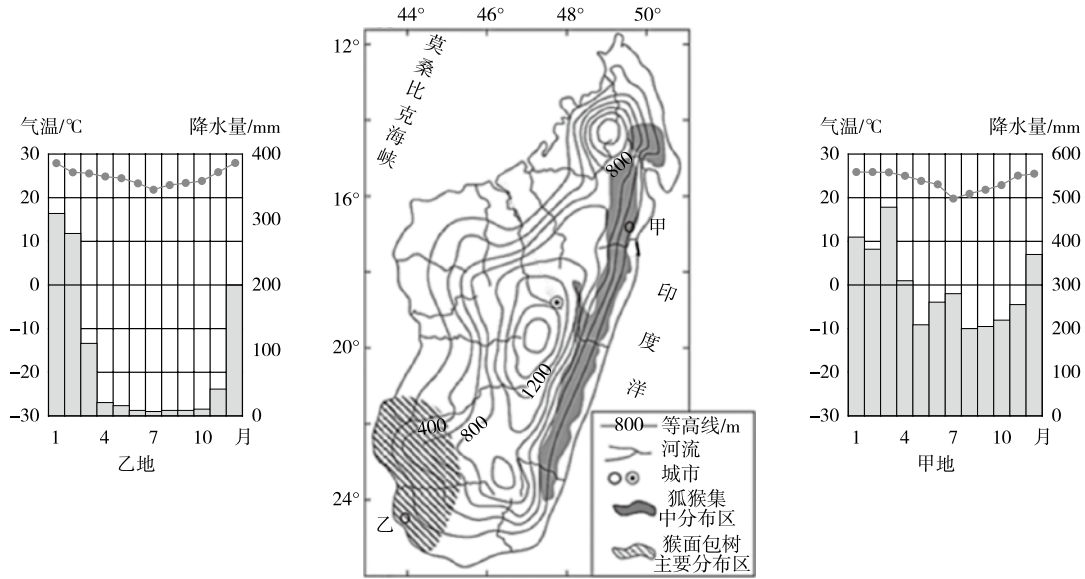 44° 46° 48° 50°
12°
16°
20°
24°
莫桑比克海峡
印度洋
800
1200
400
800
甲
乙
气温/℃ 降水量/mm
30 400
20 300
10
0 200
-10
-20 100
-30 0
1 4 7 10 月
乙地
气温/℃ 降水量/mm
30 600
20 500
10 400
0 300
-10 200
-20 100
-30 0
1 4 7 10 月
甲地
800 等高线/m
河流
城市
狐猴集
中分布区
猴面包树
主要分布区